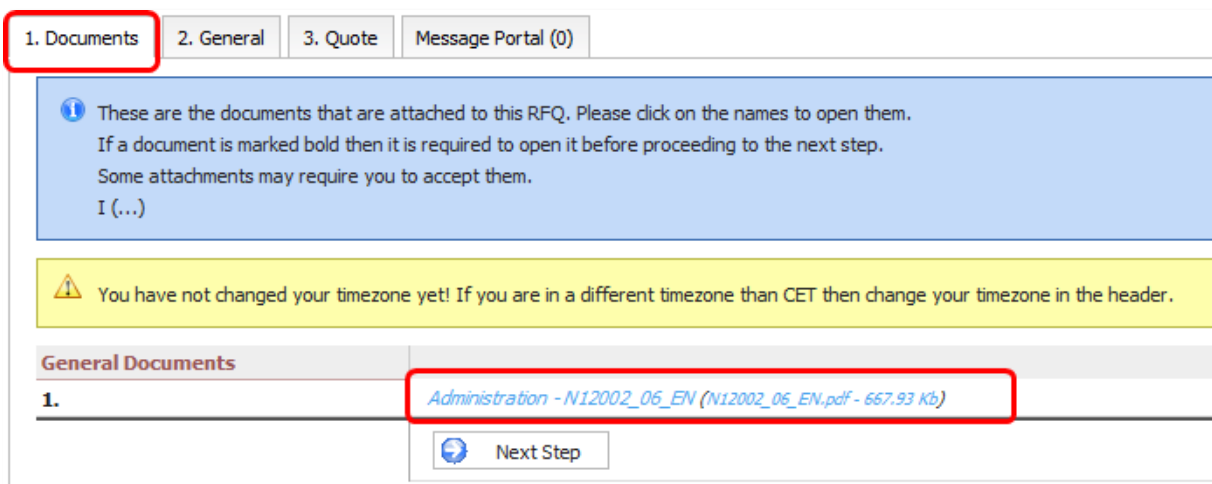 1. Documents
2. General
3. Quote
Message Portal (0)
These are the documents that are attached to this RFQ. Please click on the names to open them.
If a document is marked bold then it is required to open it before proceeding to the next step.
Some attachments may require you to accept them.
I (...)
You have not changed your timezone yet! If you are in a different timezone than CET then change your timezone in the header.
General Documents
1.
Administration - N12002_06_EN (N12002_06_EN.pdf - 667.93 Kb)
Next Step